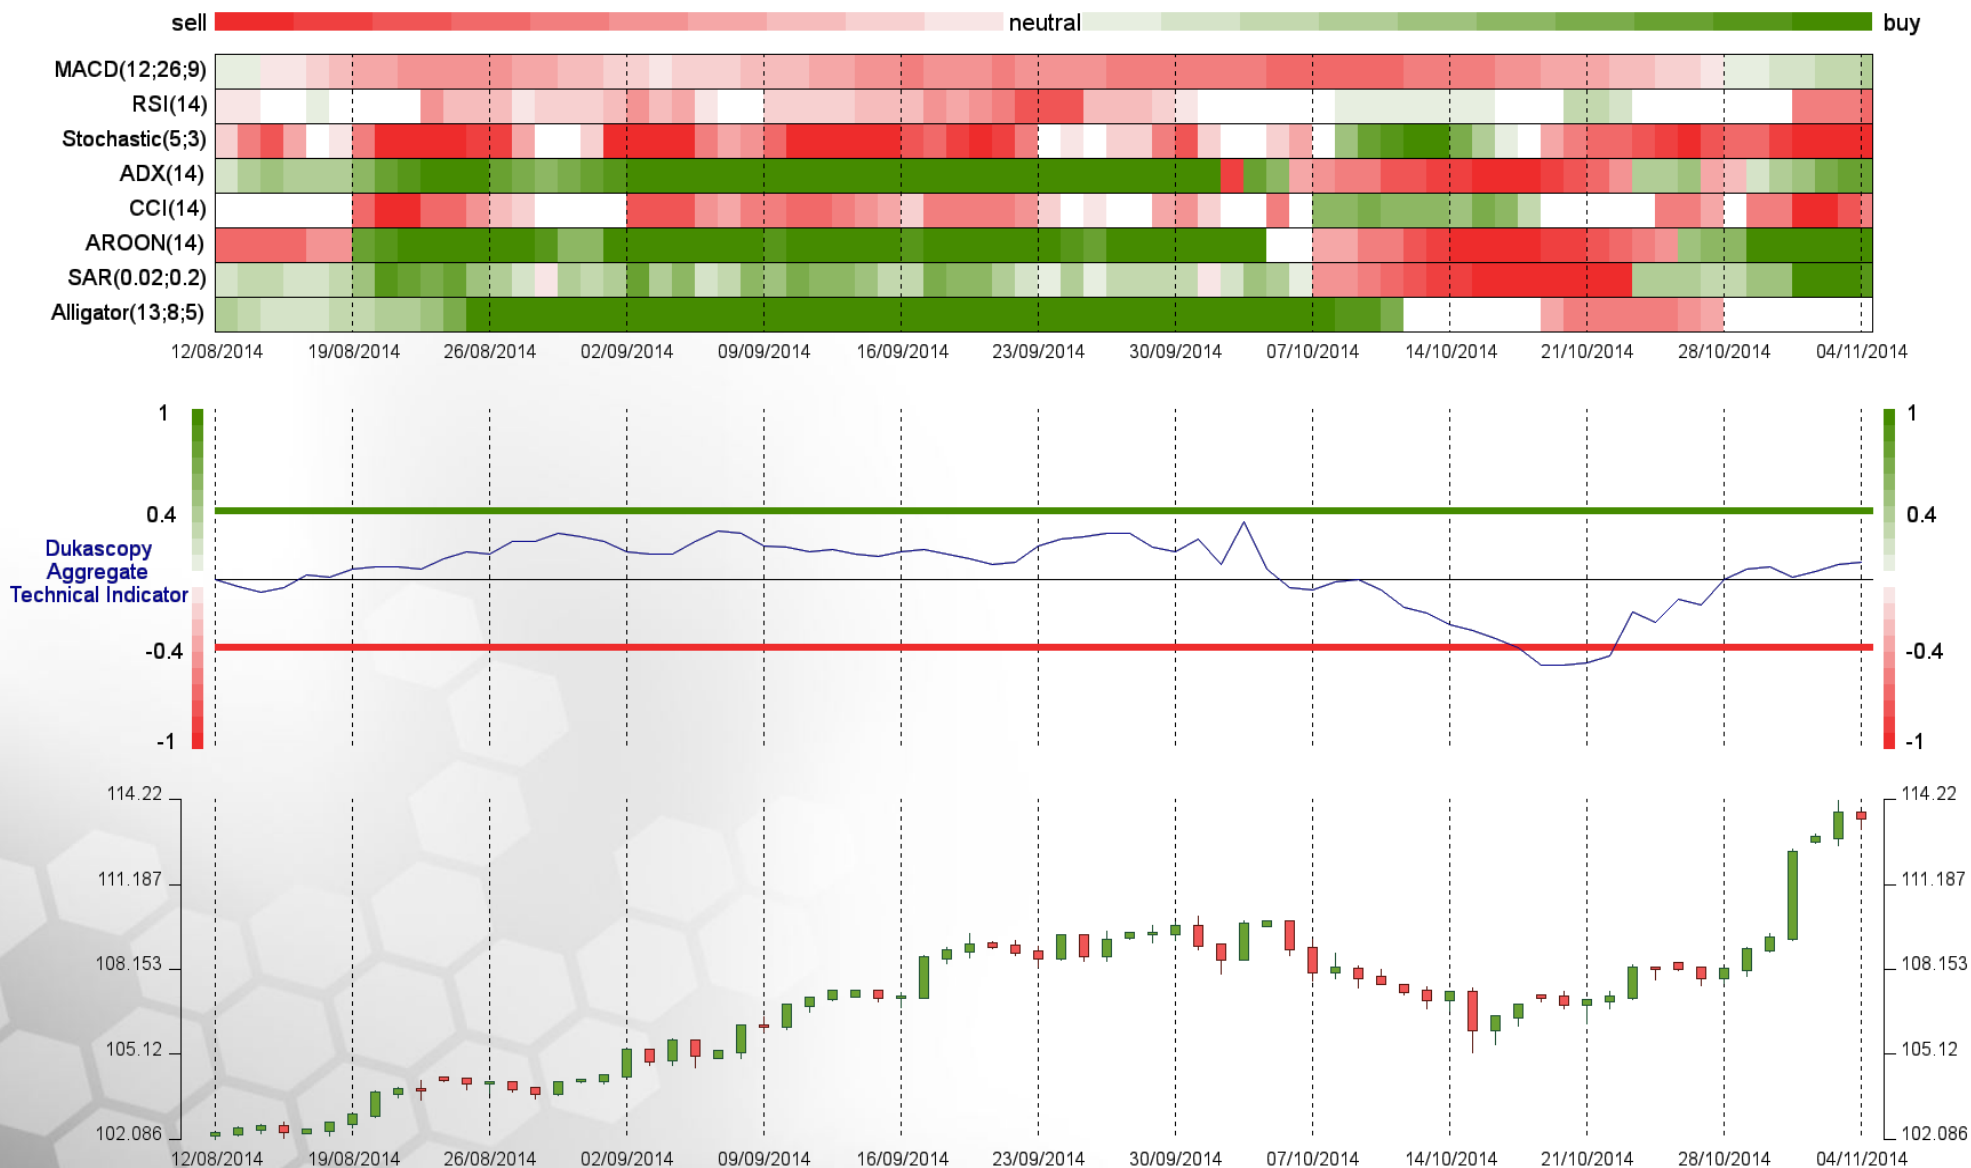 sell neutral buy
MACD(12;26;9)
RSI(14)
Stochastic(5;3)
ADX(14)
CCI(14)
AROON(14)
SAR(0.02;0.2)
Alligator(13;8;5)
12/08/2014 19/08/2014 26/08/2014 02/09/2014 09/09/2014 16/09/2014 23/09/2014 30/09/2014 07/10/2014 14/10/2014 21/10/2014 28/10/2014 04/11/2014
1 1
0.4 0.4
Dukascopy
Aggregate
Technical Indicator
-0.4 -0.4
-1 -1
114.22 114.22
111.187 111.187
108.153 108.153
105.12 105.12
102.086 102.086
12/08/2014 19/08/2014 26/08/2014 02/09/2014 09/09/2014 16/09/2014 23/09/2014 30/09/2014 07/10/2014 14/10/2014 21/10/2014 28/10/2014 04/11/2014